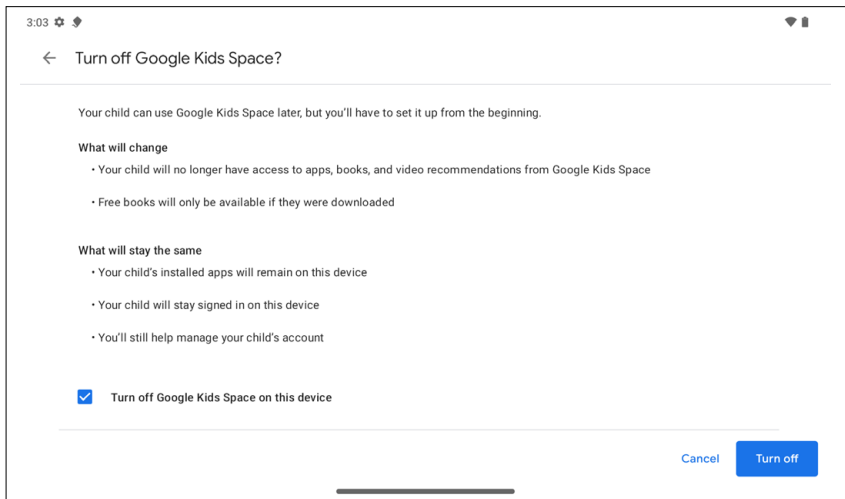 3:03
Turn off Google Kids Space?
Your child can use Google Kids Space later, but you’ll have to set it up from the beginning.
What will change
• Your child will no longer have access to apps, books, and video recommendations from Google Kids Space
• Free books will only be available if they were downloaded
What will stay the same
• Your child’s installed apps will remain on this device
• Your child will stay signed in on this device
• You’ll still help manage your child’s account
Turn off Google Kids Space on this device
Cancel Turn off